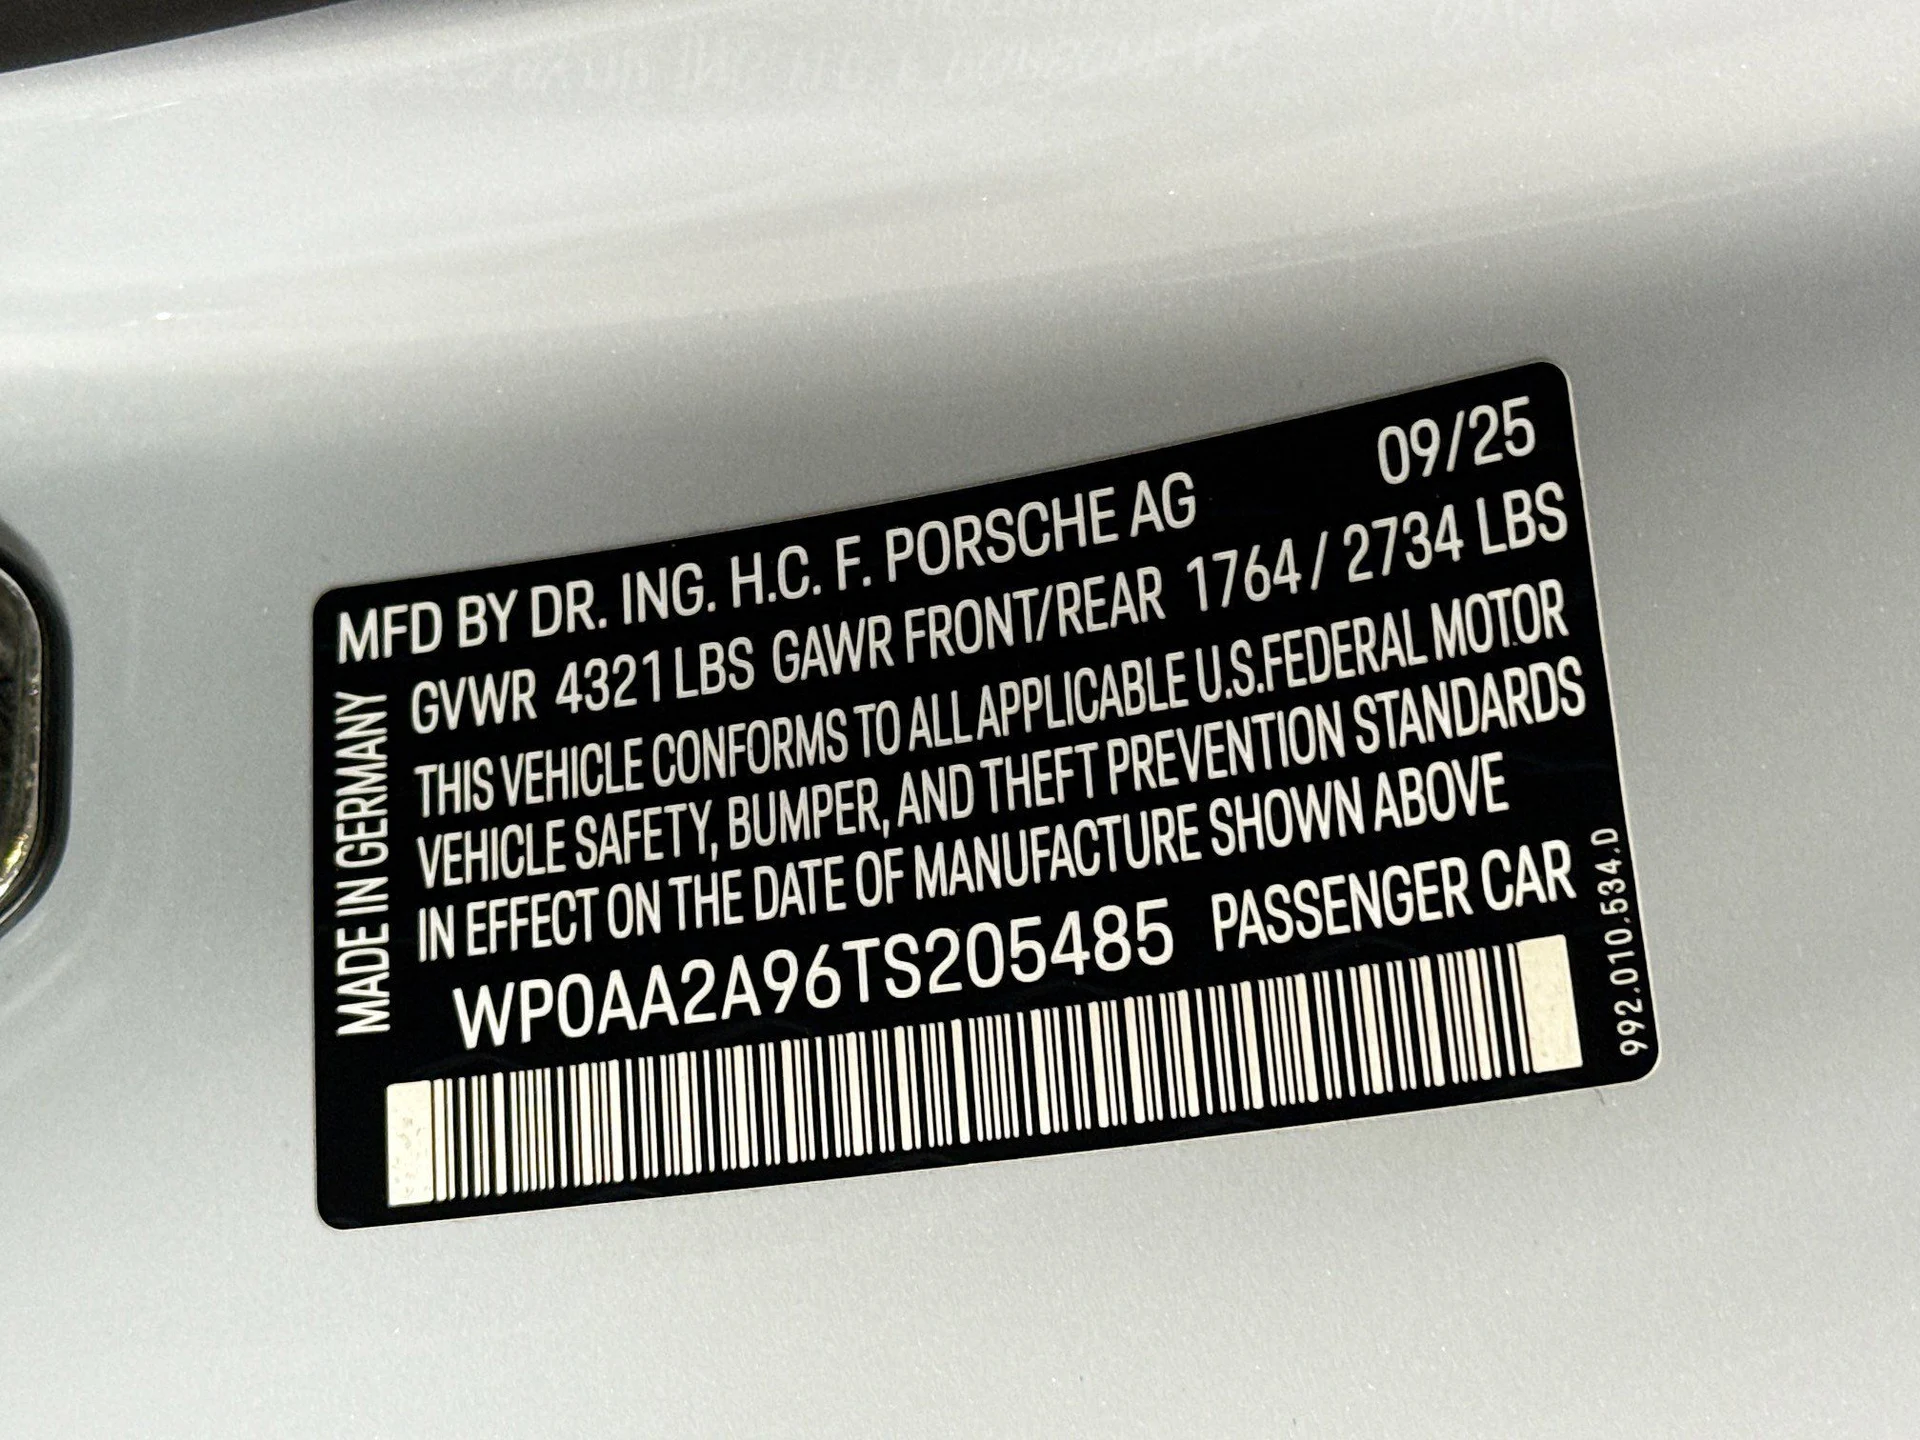 MFD BY DR. ING. H.C. F. PORSCHE AG 09/25
GVWR 4321 LBS GAWR FRONT/REAR 1764 / 2734 LBS
THIS VEHICLE CONFORMS TO ALL APPLICABLE U.S.FEDERAL MOTOR
VEHICLE SAFETY, BUMPER, AND THEFT PREVENTION STANDARDS
IN EFFECT ON THE DATE OF MANUFACTURE SHOWN ABOVE
WP0AA2A96TS205485 PASSENGER CAR
MADE IN GERMANY
992.010.534.D